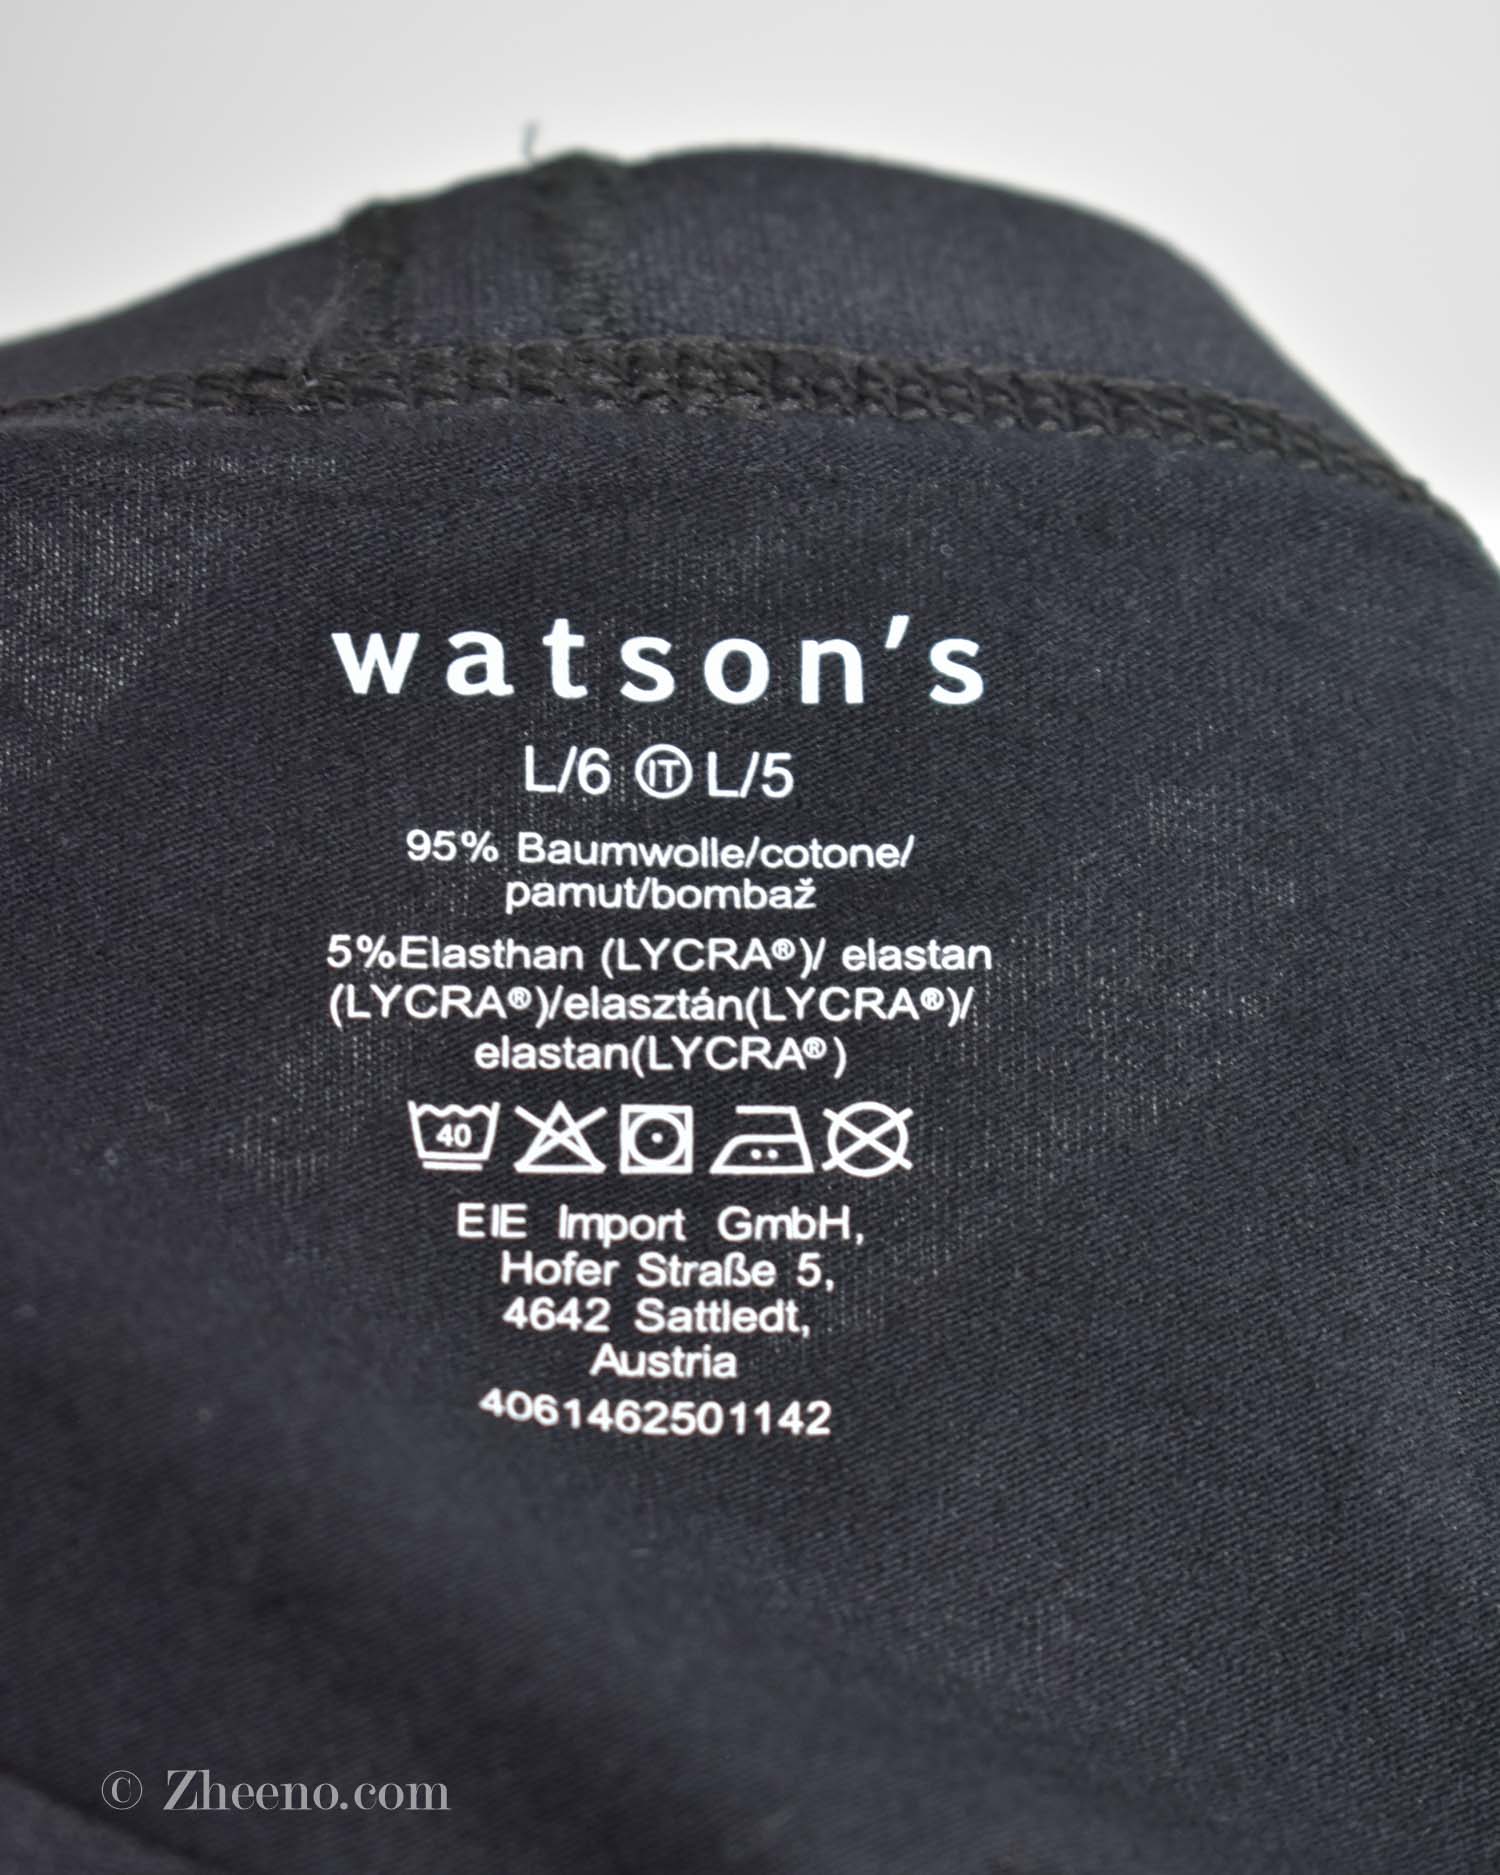 watson's
L/6 IT L/5
95% Baumwolle/cotone/
pamut/bombaž
5%Elasthan (LYCRA®)/ elastan
(LYCRA®)/elasztán(LYCRA®)/
elastan(LYCRA®)
40
EIE Import GmbH,
Hofer Straße 5,
4642 Sattledt,
Austria
4061462501142
© Zheeno.com